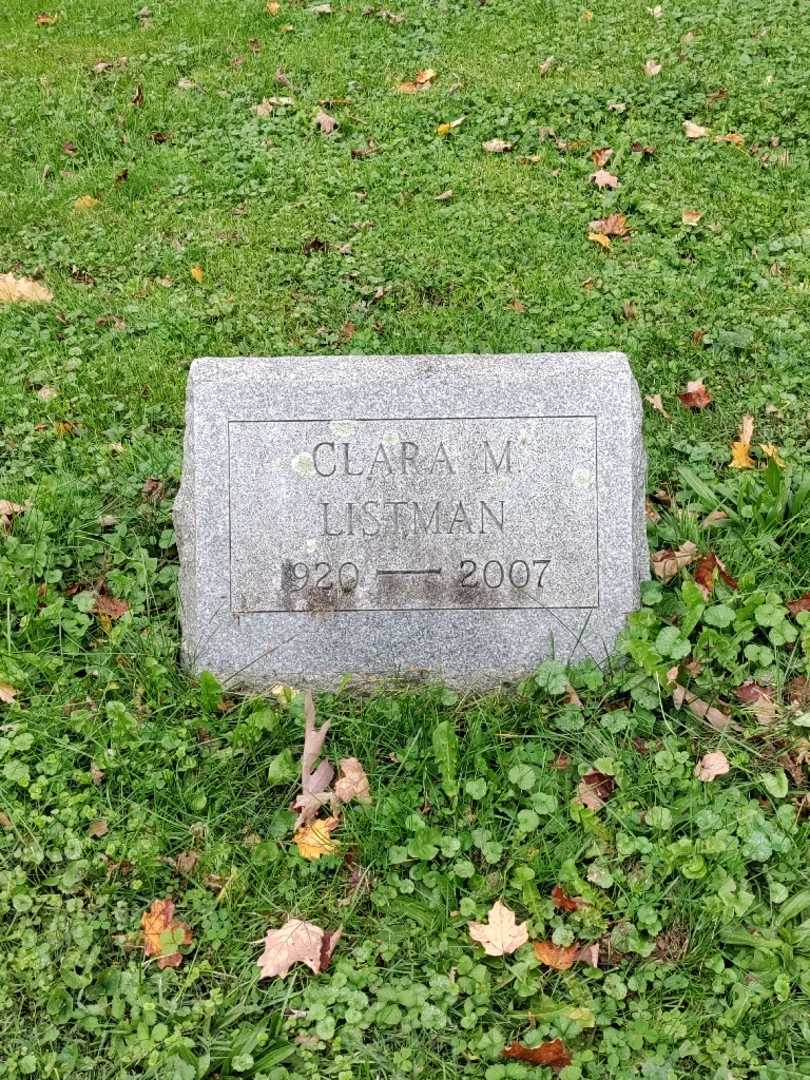 CLARA M.
LISTMAN
1920 — 2007